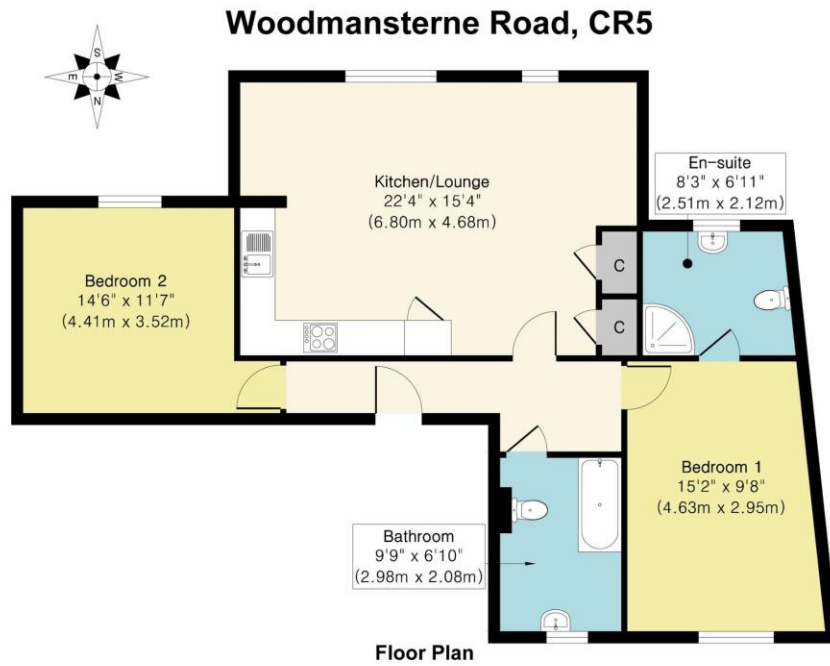 Woodmansterne Road, CR5
S
E
W
N
Kitchen/Lounge
22'4" x 15'4"
(6.80m x 4.68m)
En-suite
8'3" x 6'11"
(2.51m x 2.12m)
Bedroom 2
14'6" x 11'7"
(4.41m x 3.52m)
C
C
Bedroom 1
15'2" x 9'8"
(4.63m x 2.95m)
Bathroom
9'9" x 6'10"
(2.98m x 2.08m)
Floor Plan